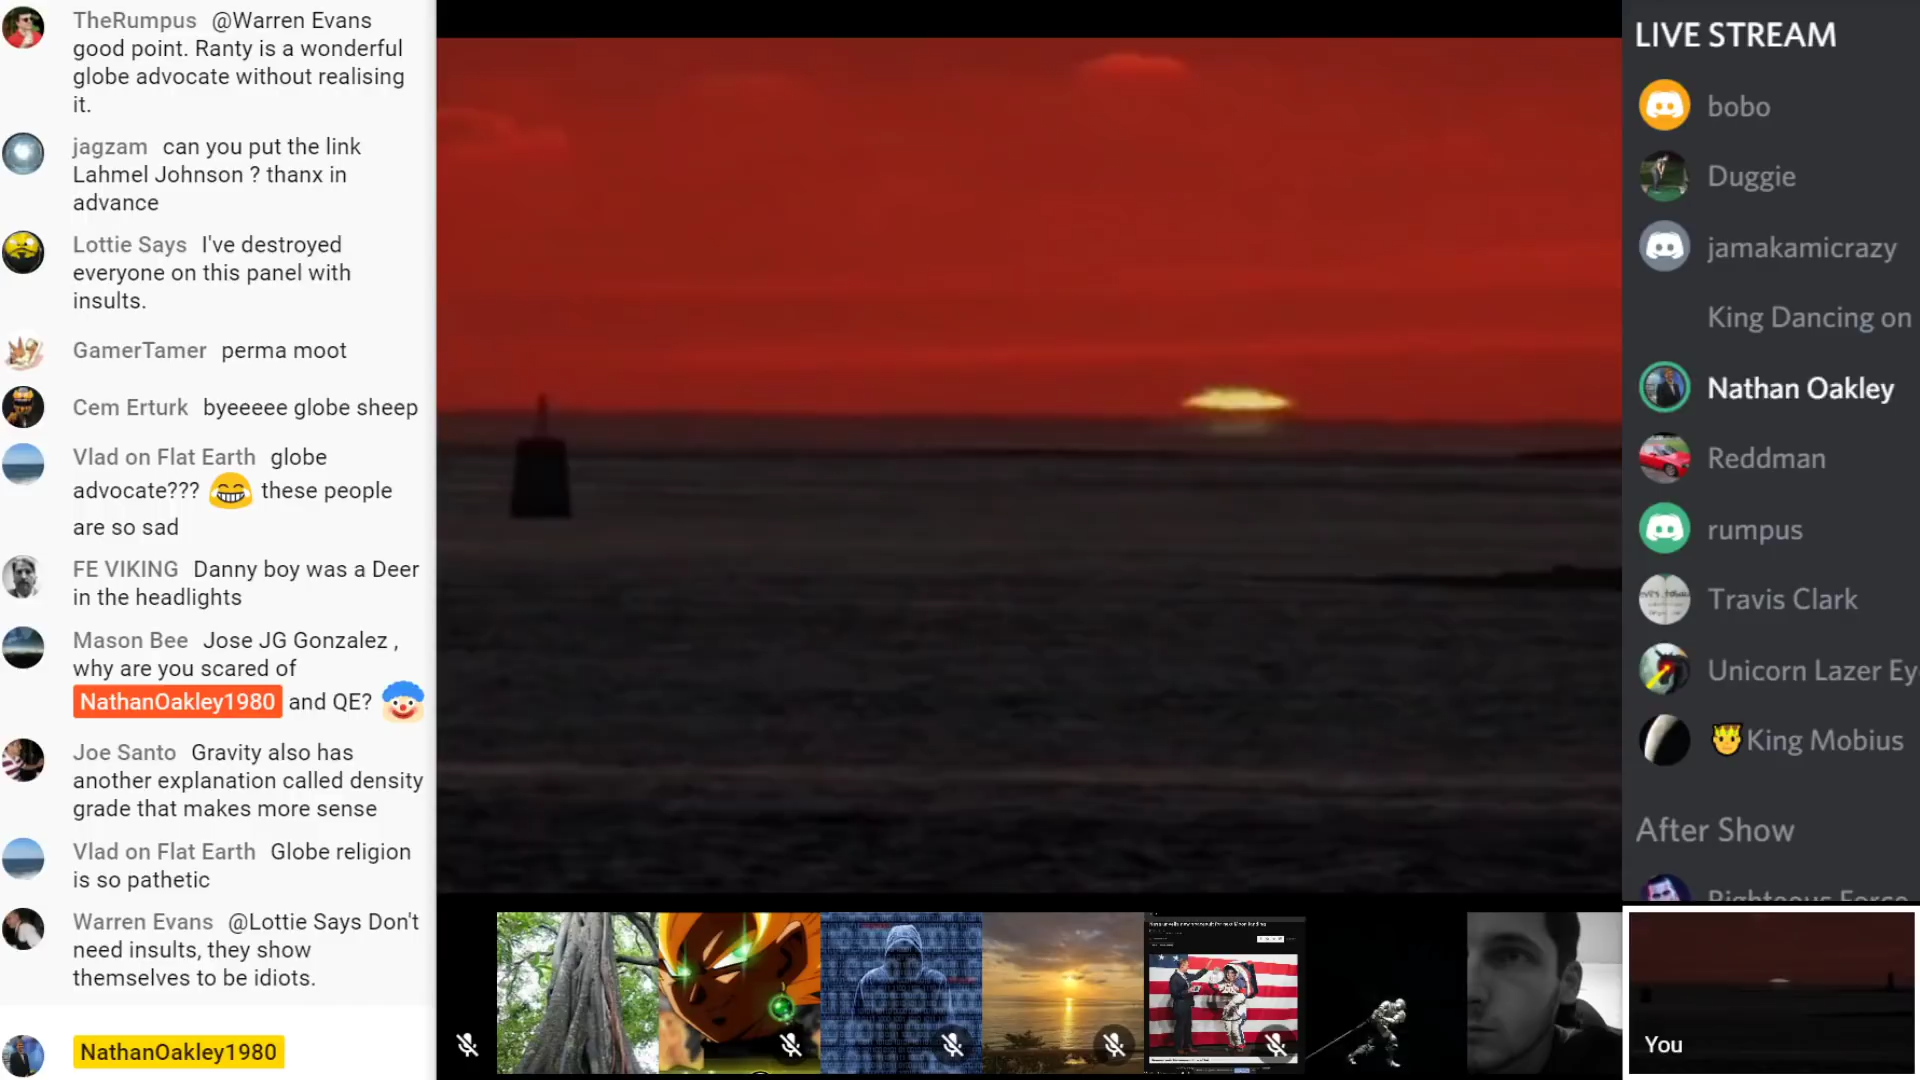 TheRumpus @Warren Evans
good point. Ranty is a wonderful
globe advocate without realising
it.
jagzam can you put the link
Lahmel Johnson ? thanx in
advance
Lottie Says I've destroyed
everyone on this panel with
insults.
GamerTamer perma moot
Cem Erturk byeeeee globe sheep
Vlad on Flat Earth globe
advocate??? 😂 these people
are so sad
FE VIKING Danny boy was a Deer
in the headlights
Mason Bee Jose JG Gonzalez ,
why are you scared of
NathanOakley1980 and QE? 🤡
Joe Santo Gravity also has
another explanation called density
grade that makes more sense
Vlad on Flat Earth Globe religion
is so pathetic
Warren Evans @Lottie Says Don't
need insults, they show
themselves to be idiots.
NathanOakley1980
LIVE STREAM
bobo
Duggie
jamakamicrazy
King Dancing on
Nathan Oakley
Reddman
rumpus
Travis Clark
Unicorn Lazer Ey
🤴King Mobius
After Show
Righteous Force
You